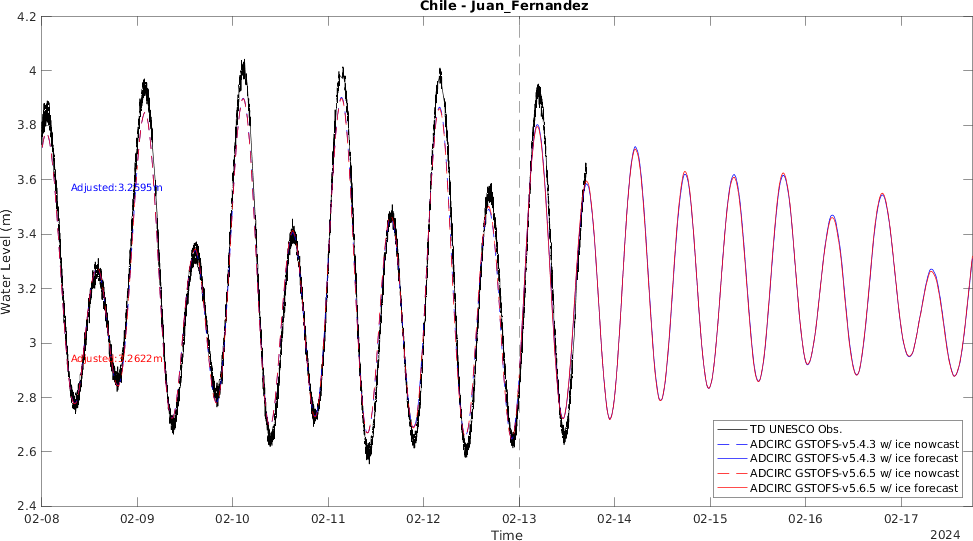 Chile - Juan_Fernandez
4.2
4
3.8
3.6
3.4
3.2
3
2.8
2.6
2.4
Water Level (m)
Adjusted:3.2595m
Adjusted:3.2622m
TD UNESCO Obs.
ADCIRC GSTOFS-v5.4.3 w/ ice nowcast
ADCIRC GSTOFS-v5.4.3 w/ ice forecast
ADCIRC GSTOFS-v5.6.5 w/ ice nowcast
ADCIRC GSTOFS-v5.6.5 w/ ice forecast
02-08 02-09 02-10 02-11 02-12 02-13 02-14 02-15 02-16 02-17
Time
2024